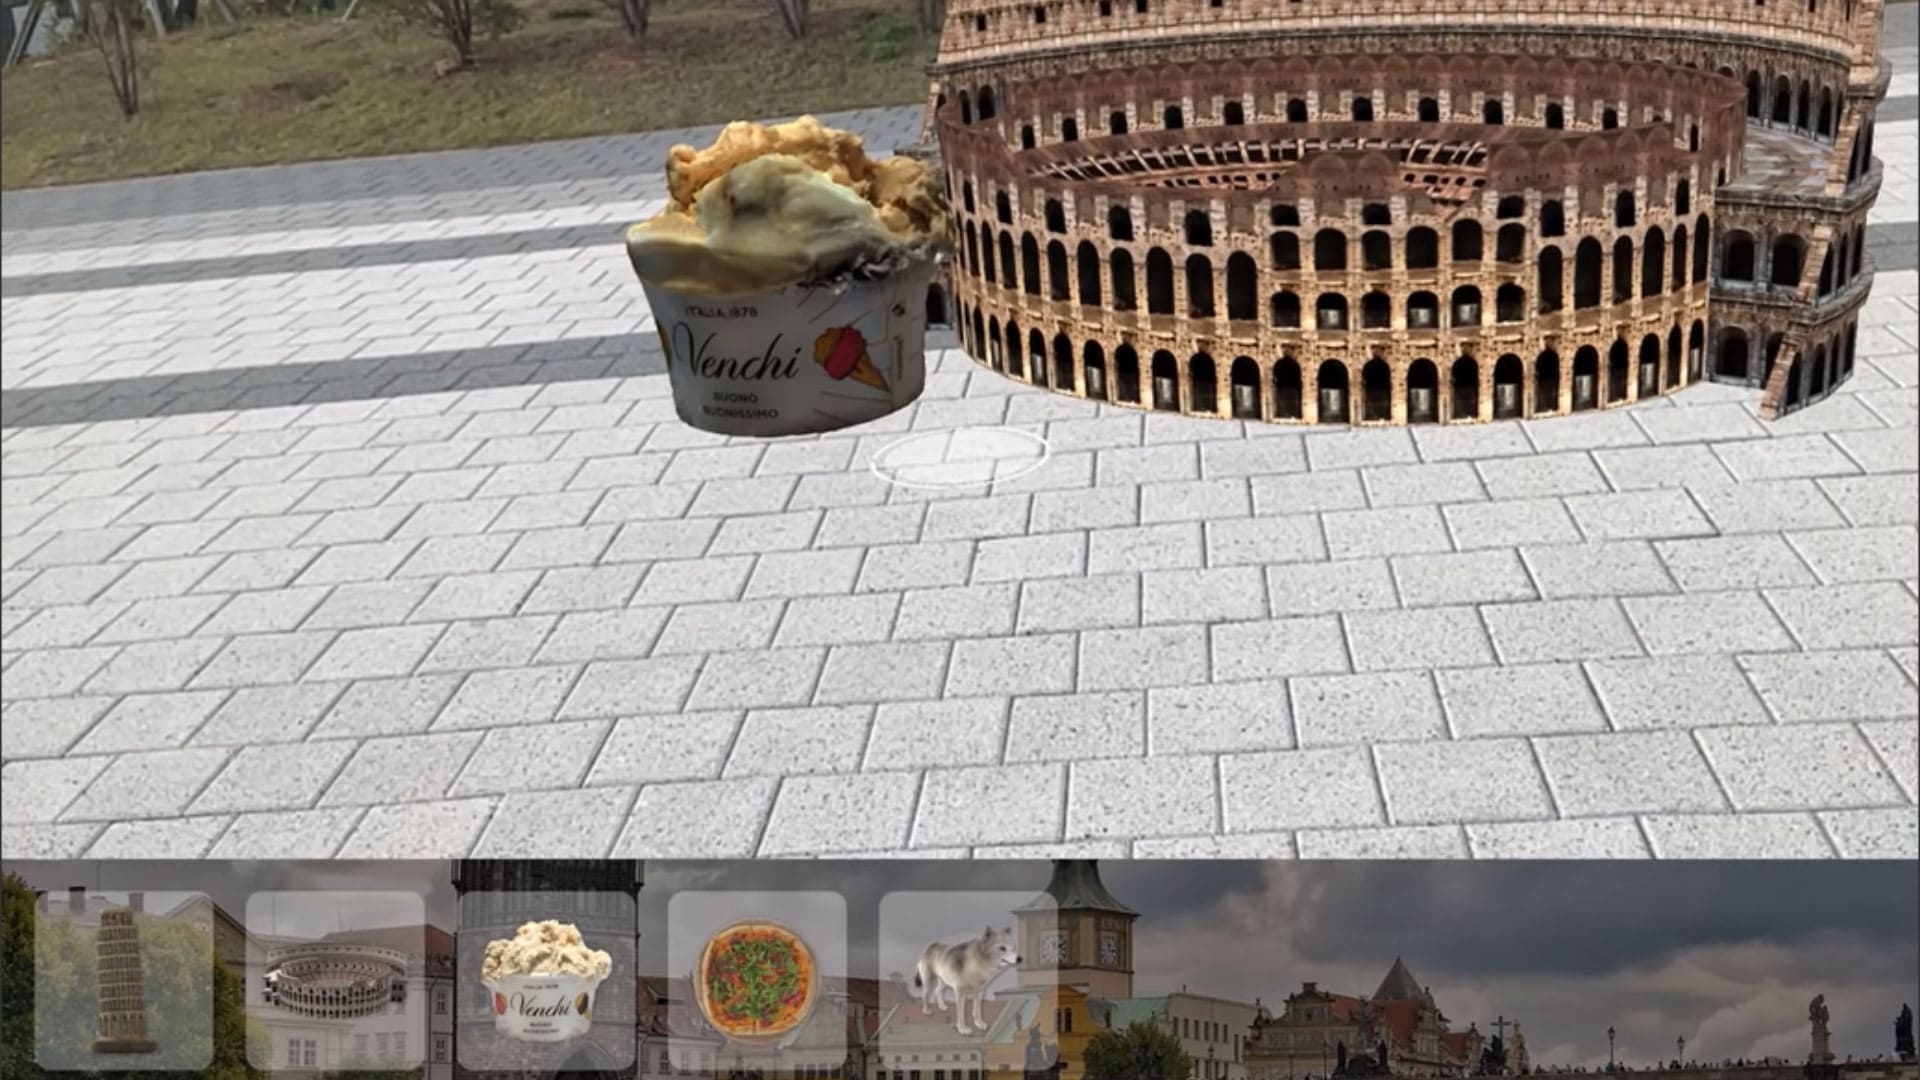 ITALIA 1878
Venchi
BUONO
BUONISSIMO
Venchi